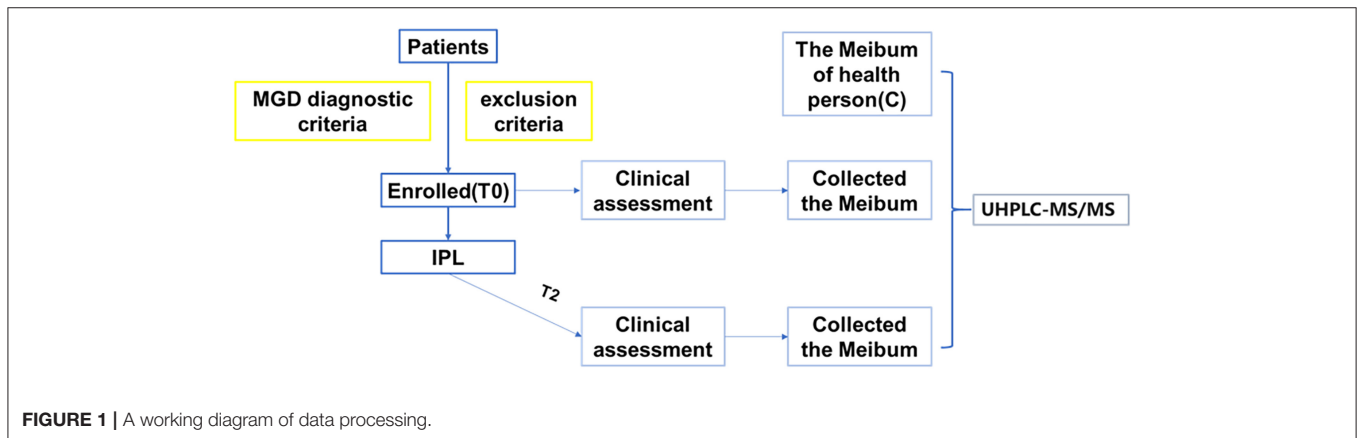 Patients
MGD diagnostic
criteria
exclusion
criteria
Enrolled(T0)
IPL
T2
Clinical
assessment
Collected
the Meibum
Clinical
assessment
Collected
the Meibum
The Meibum
of health
person(C)
UHPLC-MS/MS
FIGURE 1 | A working diagram of data processing.